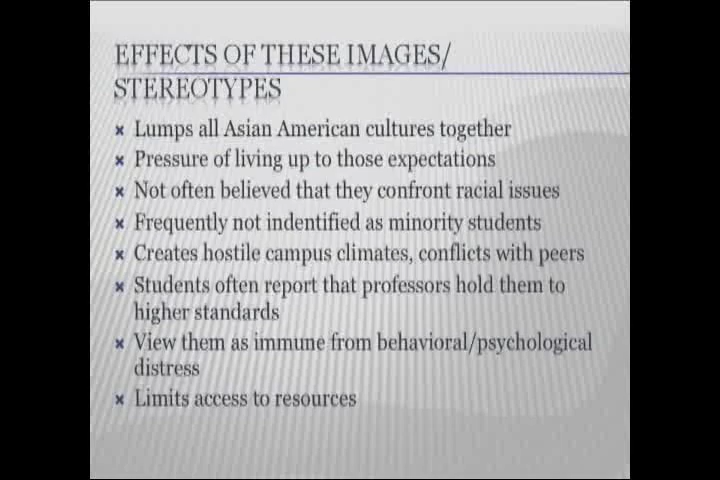 EFFECTS OF THESE IMAGES/
STEREOTYPES
× Lumps all Asian American cultures together
× Pressure of living up to those expectations
× Not often believed that they confront racial issues
× Frequently not indentified as minority students
× Creates hostile campus climates, conflicts with peers
× Students often report that professors hold them to
higher standards
× View them as immune from behavioral/psychological
distress
× Limits access to resources